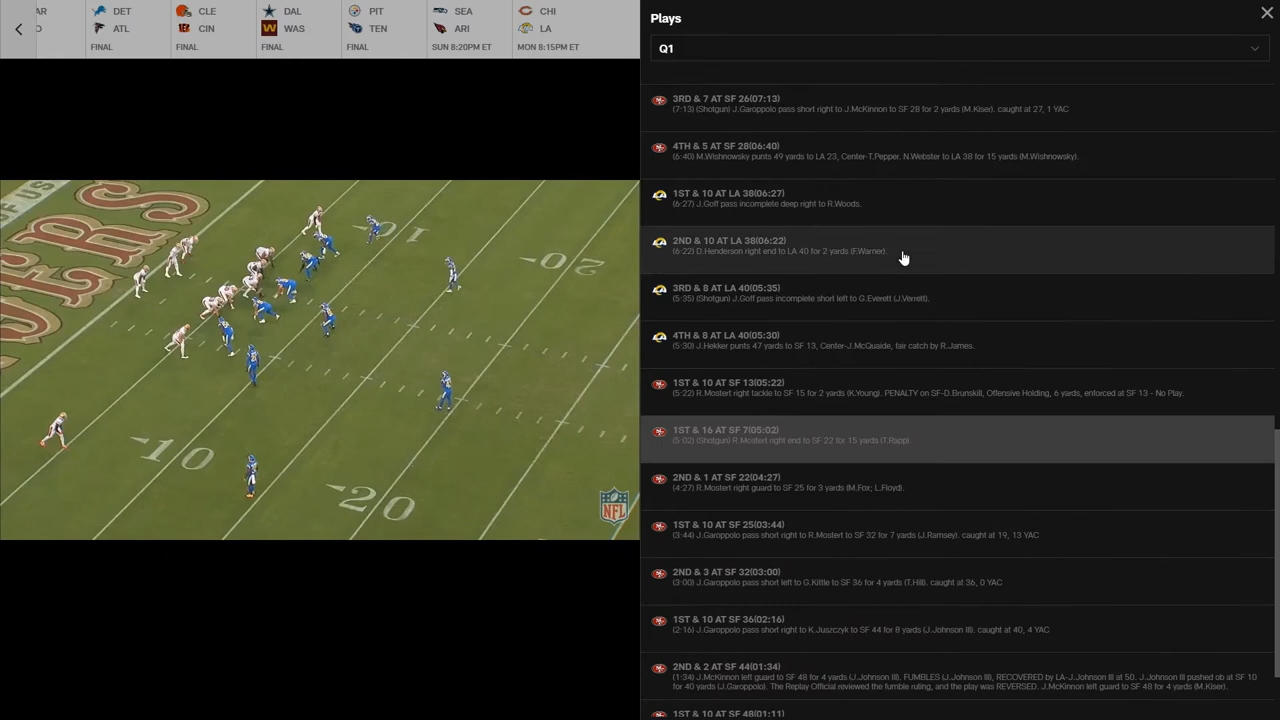 AR
DET
CLE
DAL
PIT
SEA
CHI
O
ATL
CIN
WAS
TEN
ARI
LA
FINAL
FINAL
FINAL
FINAL
SUN 8:20PM ET
MON 8:15PM ET
Plays
Q1
3RD & 7 AT SF 26(07:13)
(7:13) (Shotgun) J.Garoppolo pass short right to J.McKinnon to SF 28 for 2 yards (M.Kiser). caught at 27, 1 YAC
4TH & 5 AT SF 28(06:40)
(6:40) M.Wishnowsky punts 49 yards to LA 23, Center-T.Pepper. N.Webster to LA 38 for 15 yards (M.Wishnowsky).
1ST & 10 AT LA 38(06:27)
(6:27) J.Goff pass incomplete deep right to R.Woods.
2ND & 10 AT LA 38(06:22)
(6:22) D.Henderson right end to LA 40 for 2 yards (F.Warner).
3RD & 8 AT LA 40(05:35)
(5:35) (Shotgun) J.Goff pass incomplete short left to G.Everett (J.Verrett).
4TH & 8 AT LA 40(05:30)
(5:30) J.Hekker punts 47 yards to SF 13, Center-J.McQuaide, fair catch by R.James.
1ST & 10 AT SF 13(05:22)
(5:22) R.Mostert right tackle to SF 15 for 2 yards (K.Young). PENALTY on SF-D.Brunskill, Offensive Holding, 6 yards, enforced at SF 13 - No Play.
1ST & 16 AT SF 7(05:02)
(5:02) (Shotgun) R.Mostert right end to SF 22 for 15 yards (T.Rapp).
2ND & 1 AT SF 22(04:27)
(4:27) R.Mostert right guard to SF 25 for 3 yards (M.Fox; L.Floyd).
1ST & 10 AT SF 25(03:44)
(3:44) J.Garoppolo pass short right to R.Mostert to SF 32 for 7 yards (J.Ramsey). caught at 19, 13 YAC
2ND & 3 AT SF 32(03:00)
(3:00) J.Garoppolo pass short left to G.Kittle to SF 36 for 4 yards (T.Hill). caught at 36, 0 YAC
1ST & 10 AT SF 36(02:16)
(2:16) J.Garoppolo pass short right to K.Juszczyk to SF 44 for 8 yards (J.Johnson III). caught at 40, 4 YAC
2ND & 2 AT SF 44(01:34)
(1:34) J.McKinnon left guard to SF 48 for 4 yards (J.Johnson III). FUMBLES (J.Johnson III), RECOVERED by LA-J.Johnson III at 50. J.Johnson III pushed ob at SF 10
for 40 yards (J.Garoppolo). The Replay Official reviewed the fumble ruling, and the play was REVERSED. J.McKinnon left guard to SF 48 for 4 yards (M.Kiser).
1ST & 10 AT SF 48(01:11)
OF US
ERS
10
20
10
20
NFL